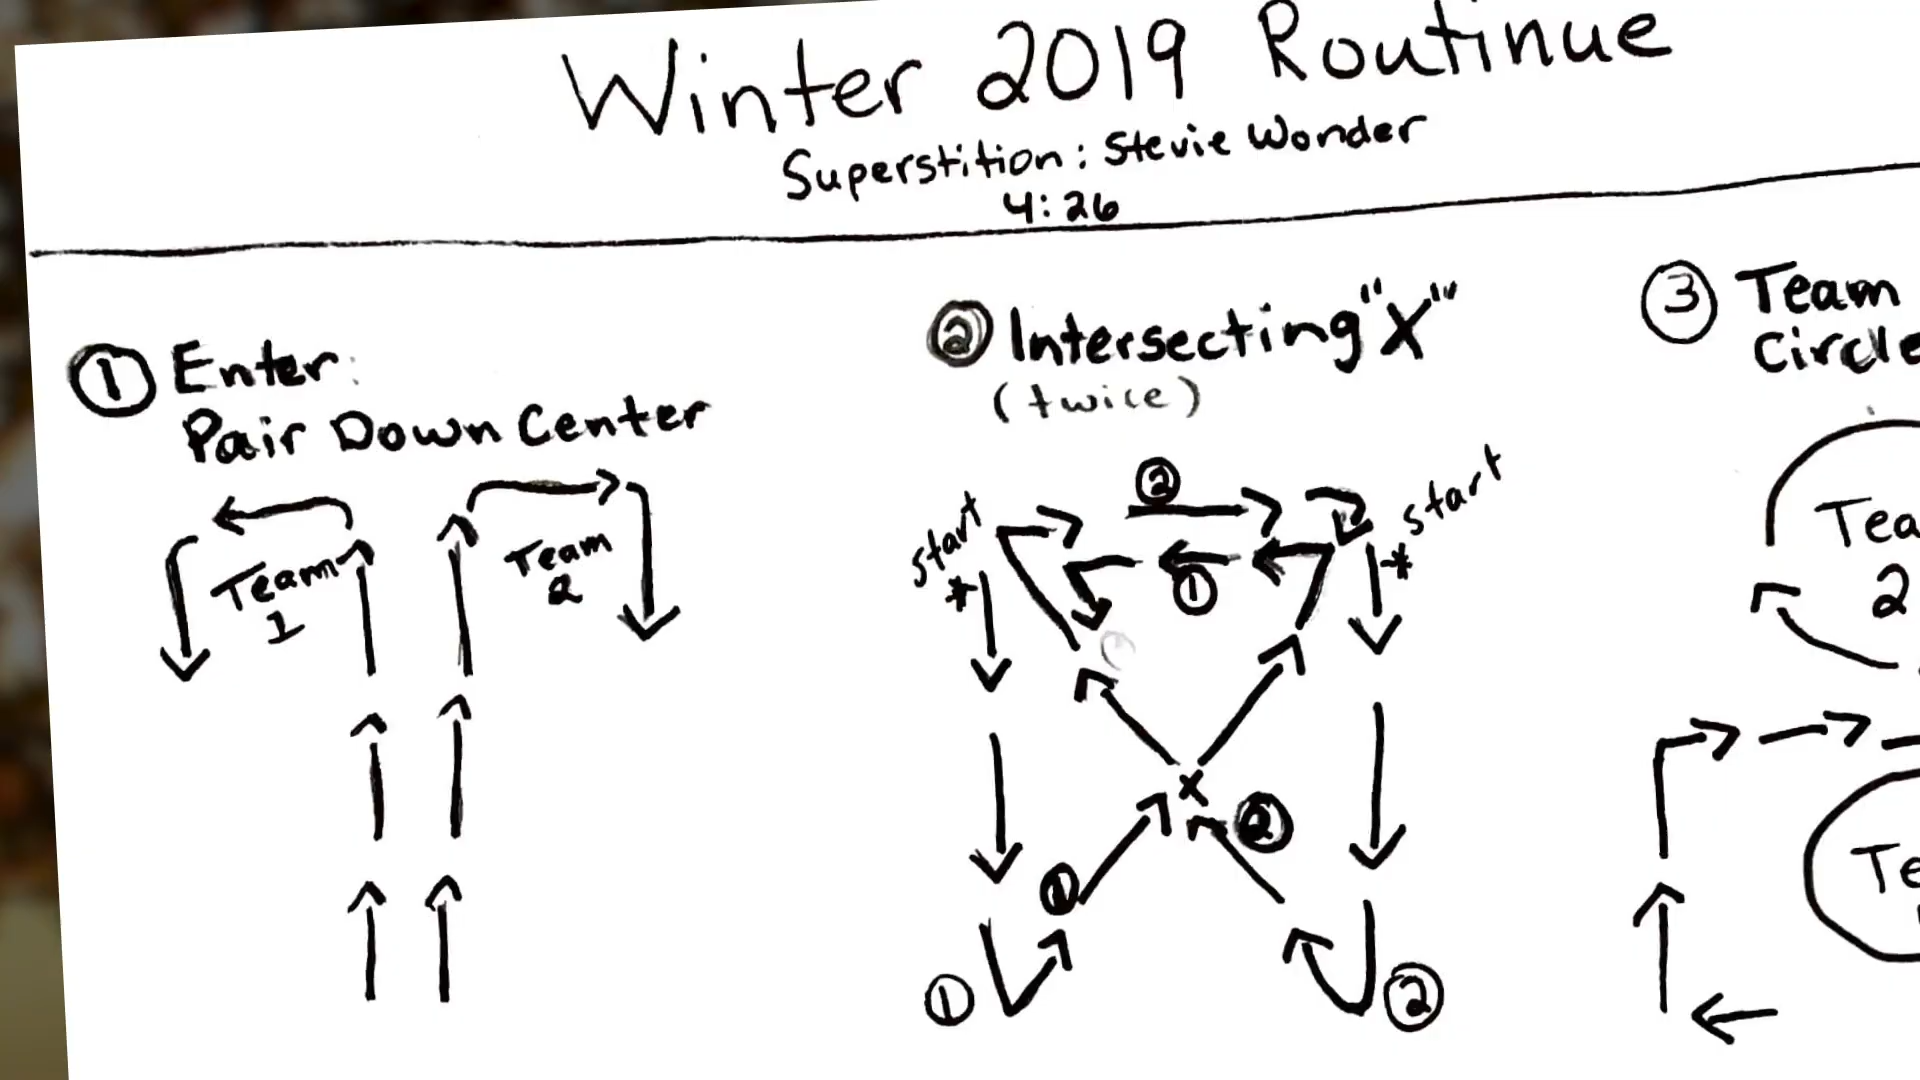 Winter 2019 Routinue
Superstition: Stevie Wonder
4:26
① Enter:
Pair Down Center
Team
1
Team
2
② Intersecting "X"
(twice)
start
*
②
①
*
start
x
①
②
①
②
③ Team
Circle
Tea
2
Te